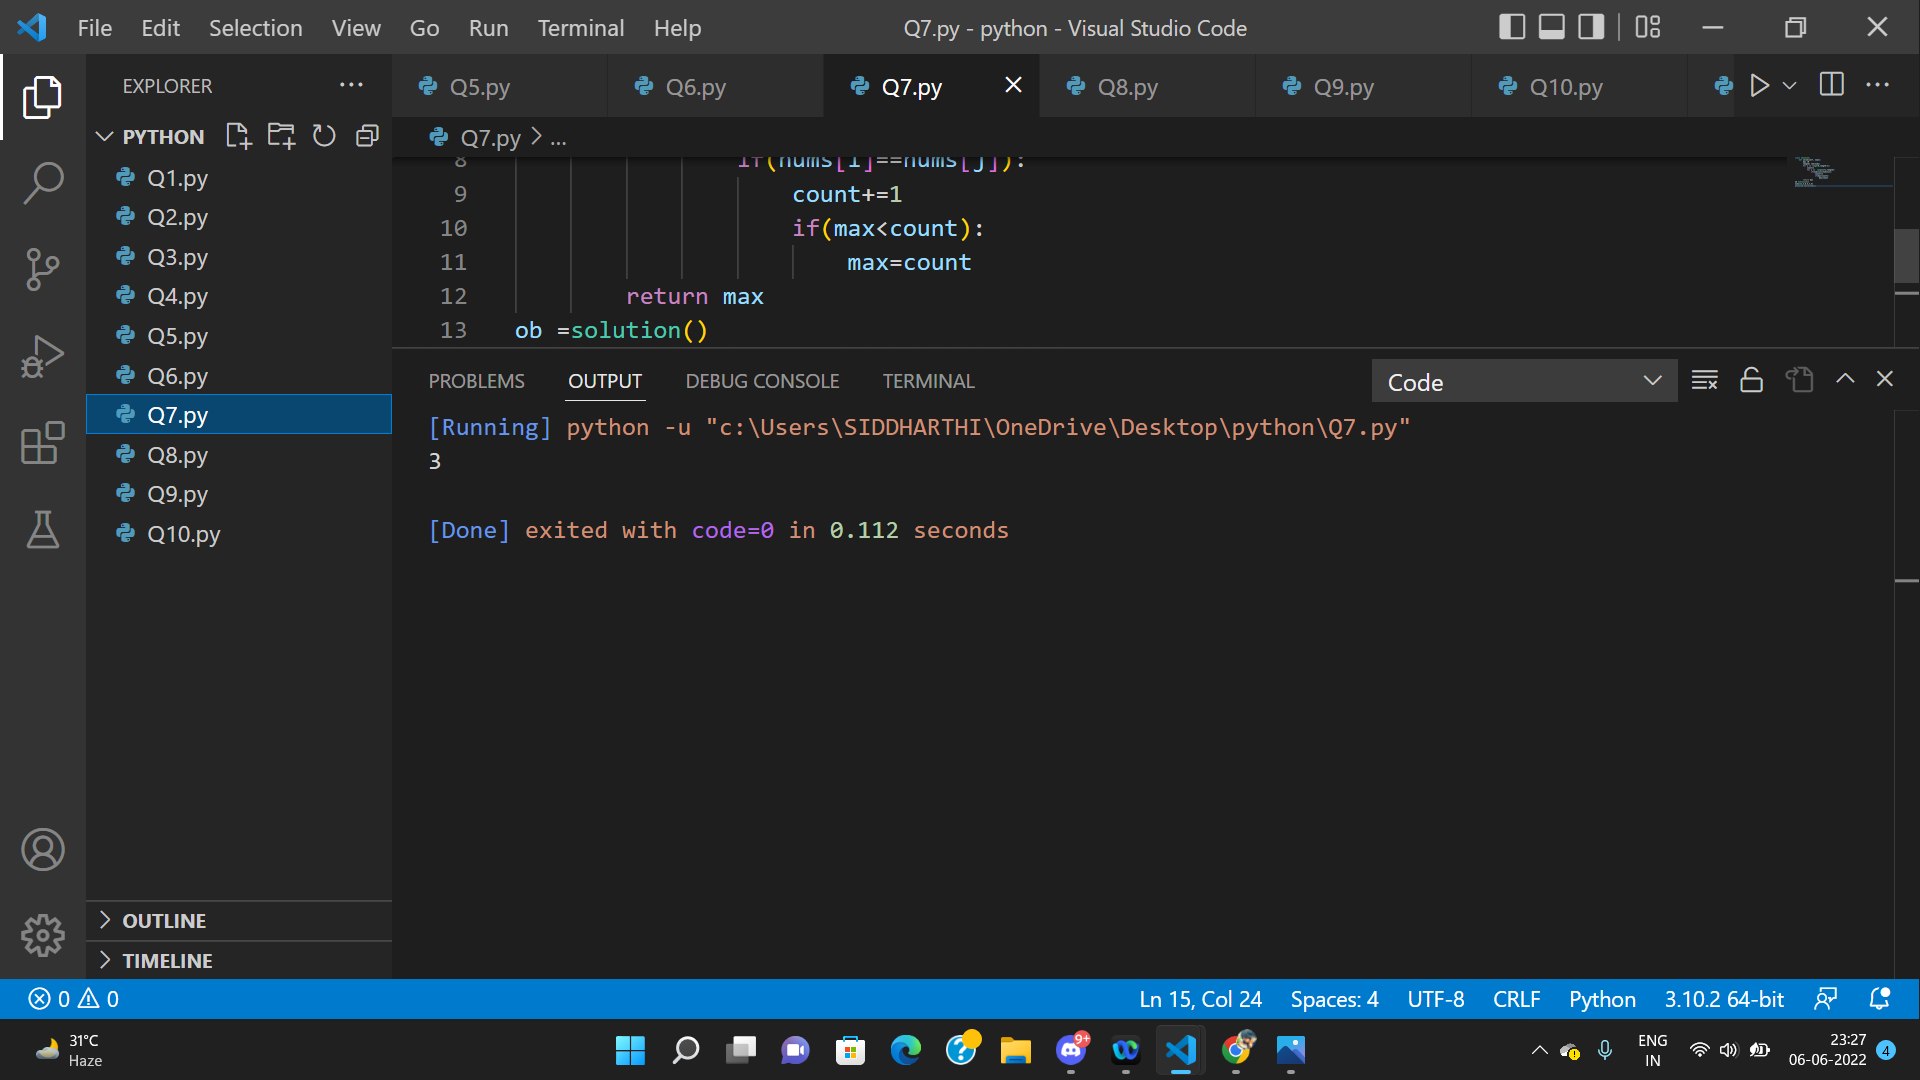 File Edit Selection View Go Run Terminal Help
Q7.py - python - Visual Studio Code
EXPLORER
PYTHON
Q1.py
Q2.py
Q3.py
Q4.py
Q5.py
Q6.py
Q7.py
Q8.py
Q9.py
Q10.py
OUTLINE
TIMELINE
Q5.py Q6.py Q7.py Q8.py Q9.py Q10.py
Q7.py > ...
8 if(nums[i]==nums[j]):
9 count+=1
10 if(max<count):
11 max=count
12 return max
13 ob =solution()
PROBLEMS OUTPUT DEBUG CONSOLE TERMINAL
Code
[Running] python -u "c:\Users\SIDDHARTHI\OneDrive\Desktop\python\Q7.py"
3
[Done] exited with code=0 in 0.112 seconds
0 0
Ln 15, Col 24 Spaces: 4 UTF-8 CRLF Python 3.10.2 64-bit
31°C
Haze
9+
ENG
IN
23:27
06-06-2022
4